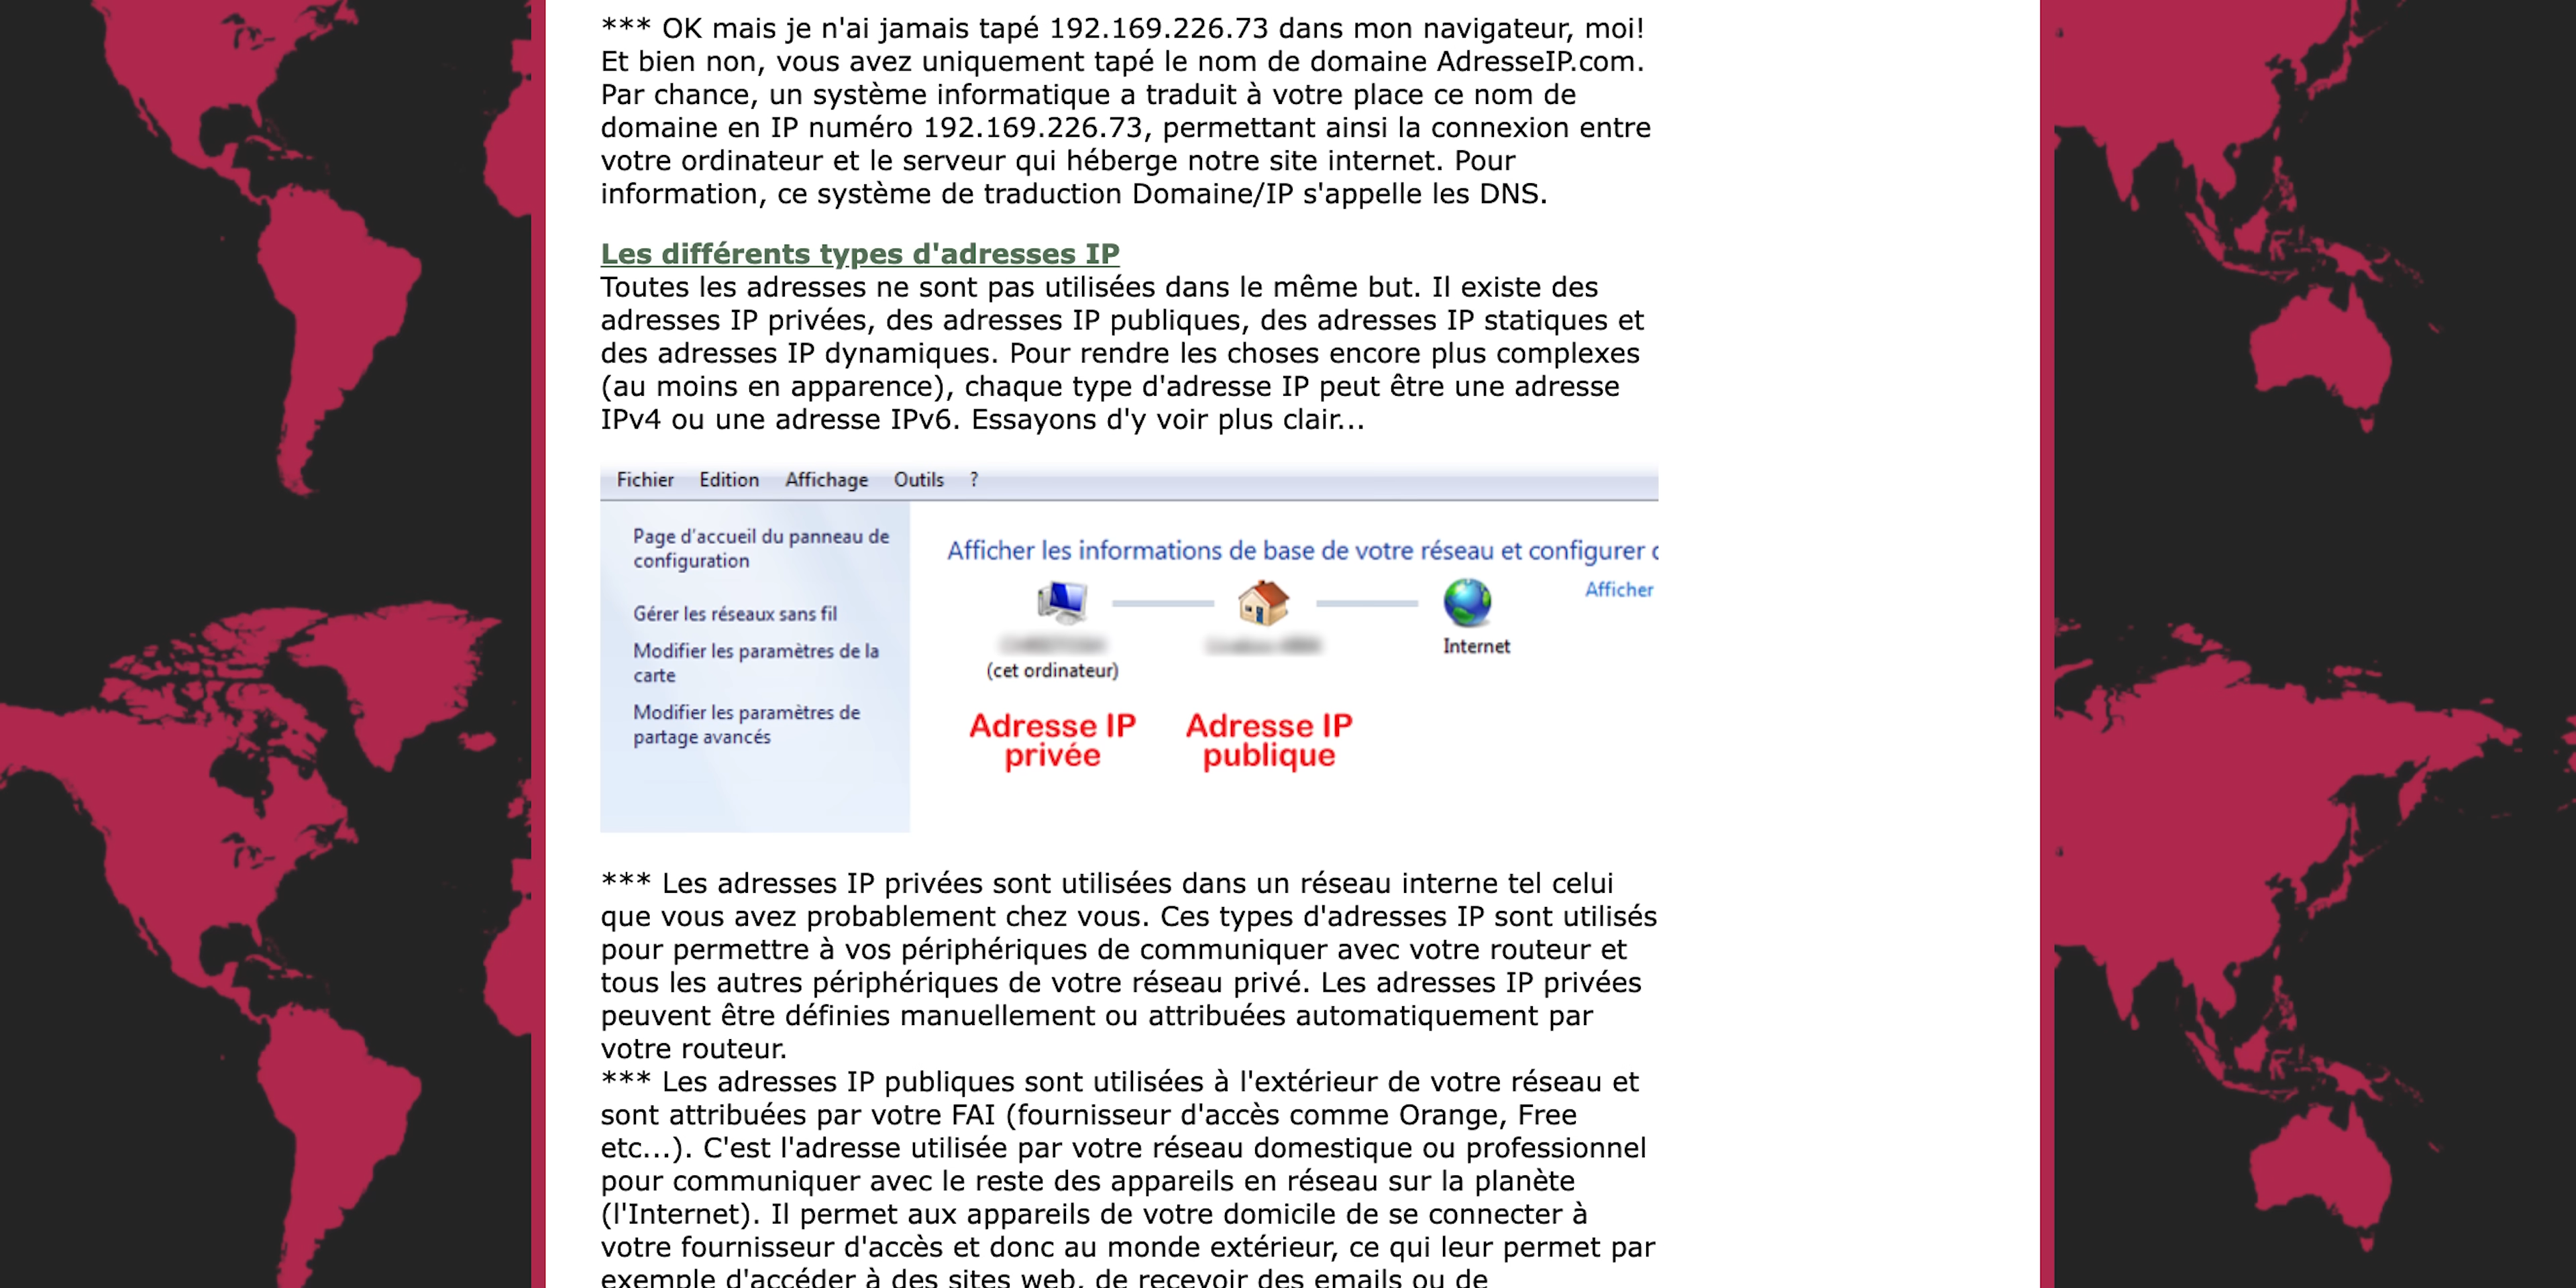 *** OK mais je n'ai jamais tapé 192.169.226.73 dans mon navigateur, moi!
Et bien non, vous avez uniquement tapé le nom de domaine AdresseIP.com.
Par chance, un système informatique a traduit à votre place ce nom de
domaine en IP numéro 192.169.226.73, permettant ainsi la connexion entre
votre ordinateur et le serveur qui héberge notre site internet. Pour
information, ce système de traduction Domaine/IP s'appelle les DNS.
Les différents types d'adresses IP
Toutes les adresses ne sont pas utilisées dans le même but. Il existe des
adresses IP privées, des adresses IP publiques, des adresses IP statiques et
des adresses IP dynamiques. Pour rendre les choses encore plus complexes
(au moins en apparence), chaque type d'adresse IP peut être une adresse
IPv4 ou une adresse IPv6. Essayons d'y voir plus clair...
Fichier Edition Affichage Outils ?
Page d'accueil du panneau de
configuration
Gérer les réseaux sans fil
Modifier les paramètres de la
carte
Modifier les paramètres de
partage avancés
Afficher les informations de base de votre réseau et configurer
Afficher
Internet
(cet ordinateur)
Adresse IP
privée
Adresse IP
publique
*** Les adresses IP privées sont utilisées dans un réseau interne tel celui
que vous avez probablement chez vous. Ces types d'adresses IP sont utilisés
pour permettre à vos périphériques de communiquer avec votre routeur et
tous les autres périphériques de votre réseau privé. Les adresses IP privées
peuvent être définies manuellement ou attribuées automatiquement par
votre routeur.
*** Les adresses IP publiques sont utilisées à l'extérieur de votre réseau et
sont attribuées par votre FAI (fournisseur d'accès comme Orange, Free
etc...). C'est l'adresse utilisée par votre réseau domestique ou professionnel
pour communiquer avec le reste des appareils en réseau sur la planète
(l'Internet). Il permet aux appareils de votre domicile de se connecter à
votre fournisseur d'accès et donc au monde extérieur, ce qui leur permet par
exemple d'accéder à des sites web, de recevoir des emails ou de